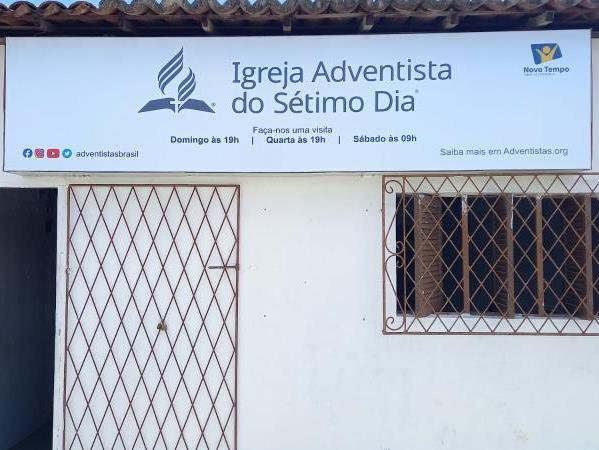 Igreja Adventista
do Sétimo Dia®
Novo Tempo
Faça-nos uma visita
Domingo às 19h | Quarta às 19h | Sábado às 09h
adventistasbrasil
Saiba mais em Adventistas.org